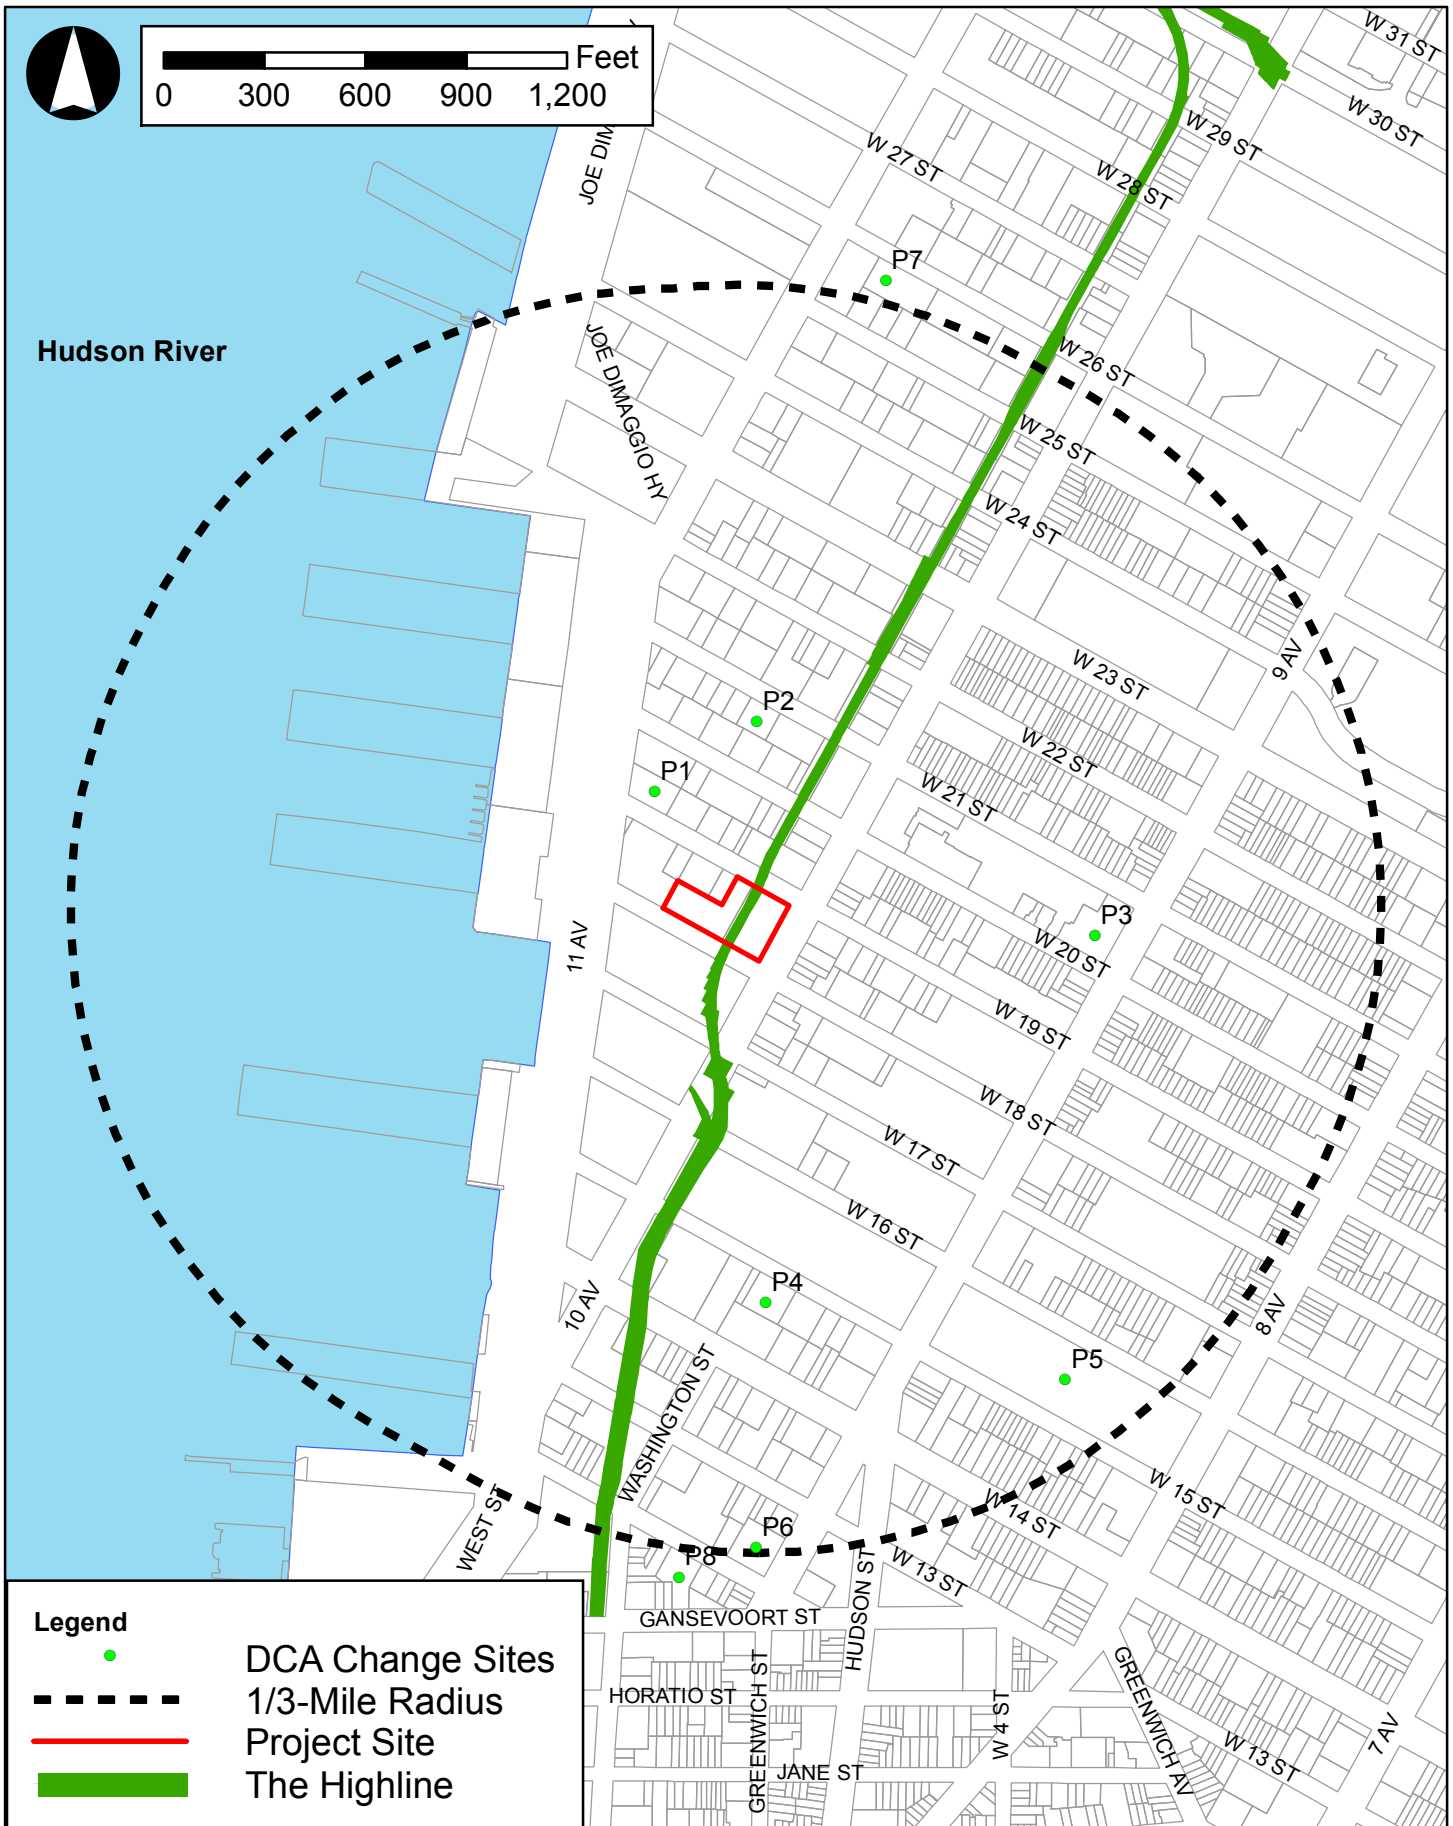 Feet
0 300 600 900 1,200
JOE DIM
W 31 ST
W 30 ST
W 29 ST
W 28 ST
W 27 ST
P7
Hudson River
JOE DIMAGGIO HY
W 26 ST
W 25 ST
W 24 ST
9 AV
W 23 ST
P2
W 22 ST
P1
W 21 ST
P3
11 AV
W 20 ST
W 19 ST
W 18 ST
W 17 ST
W 16 ST
P4
10 AV
8 AV
P5
WASHINGTON ST
W 15 ST
W 14 ST
WEST ST
P6
P8
HUDSON ST
W 13 ST
GANSEVOORT ST
GREENWICH ST
HORATIO ST
W 4 ST
GREENWICH AV
JANE ST
W 13 ST
7 AV
Legend
DCA Change Sites
1/3-Mile Radius
Project Site
The Highline